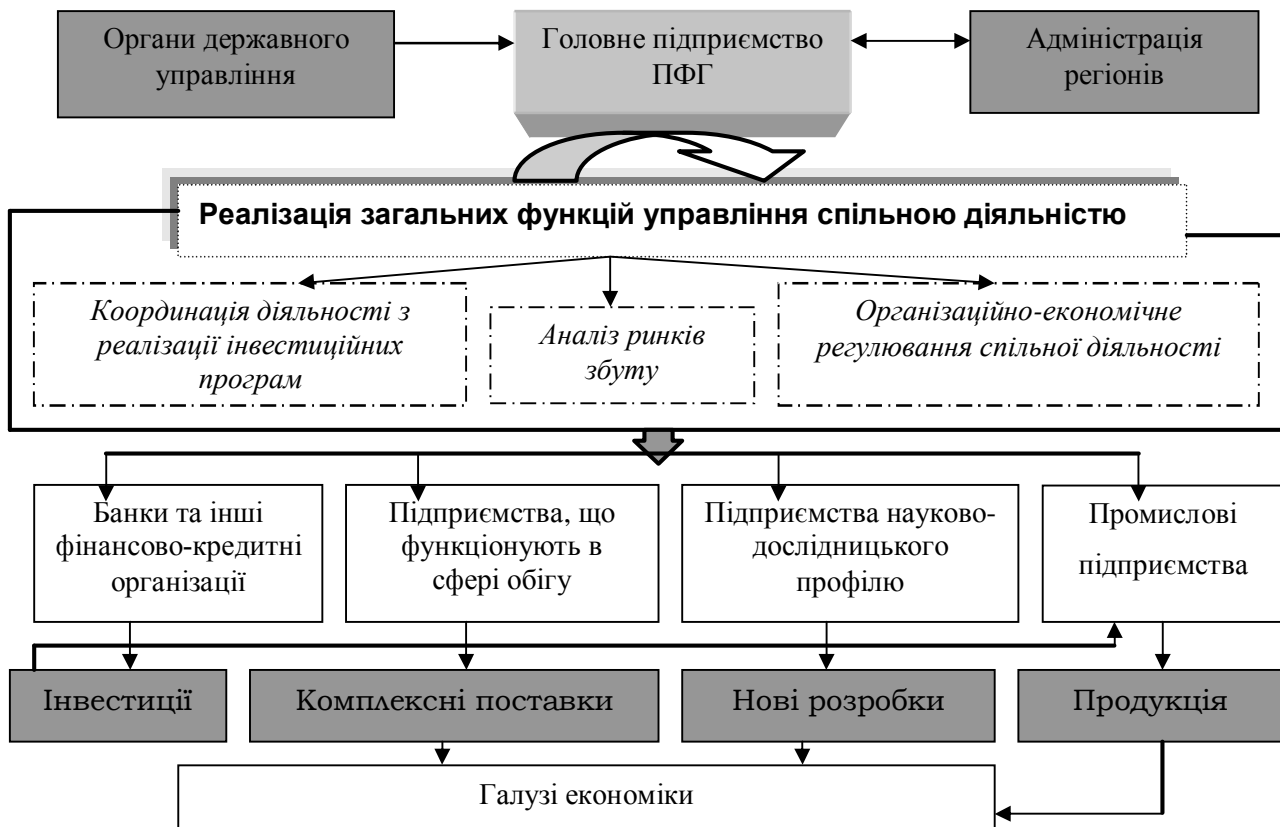 Органи державного
управління
Головне підприємство
ПФГ
Адміністрація
регіонів
Реалізація загальних функцій управління спільною діяльністю
Координація діяльності з
реалізації інвестиційних
програм
Аналіз ринків
збуту
Організаційно-економічне
регулювання спільної діяльності
Банки та інші
фінансово-кредитні
організації
Підприємства, що
функціонують в
сфері обігу
Підприємства науково-
дослідницького
профілю
Промислові
підприємства
Інвестиції
Комплексні поставки
Нові розробки
Продукція
Галузі економіки